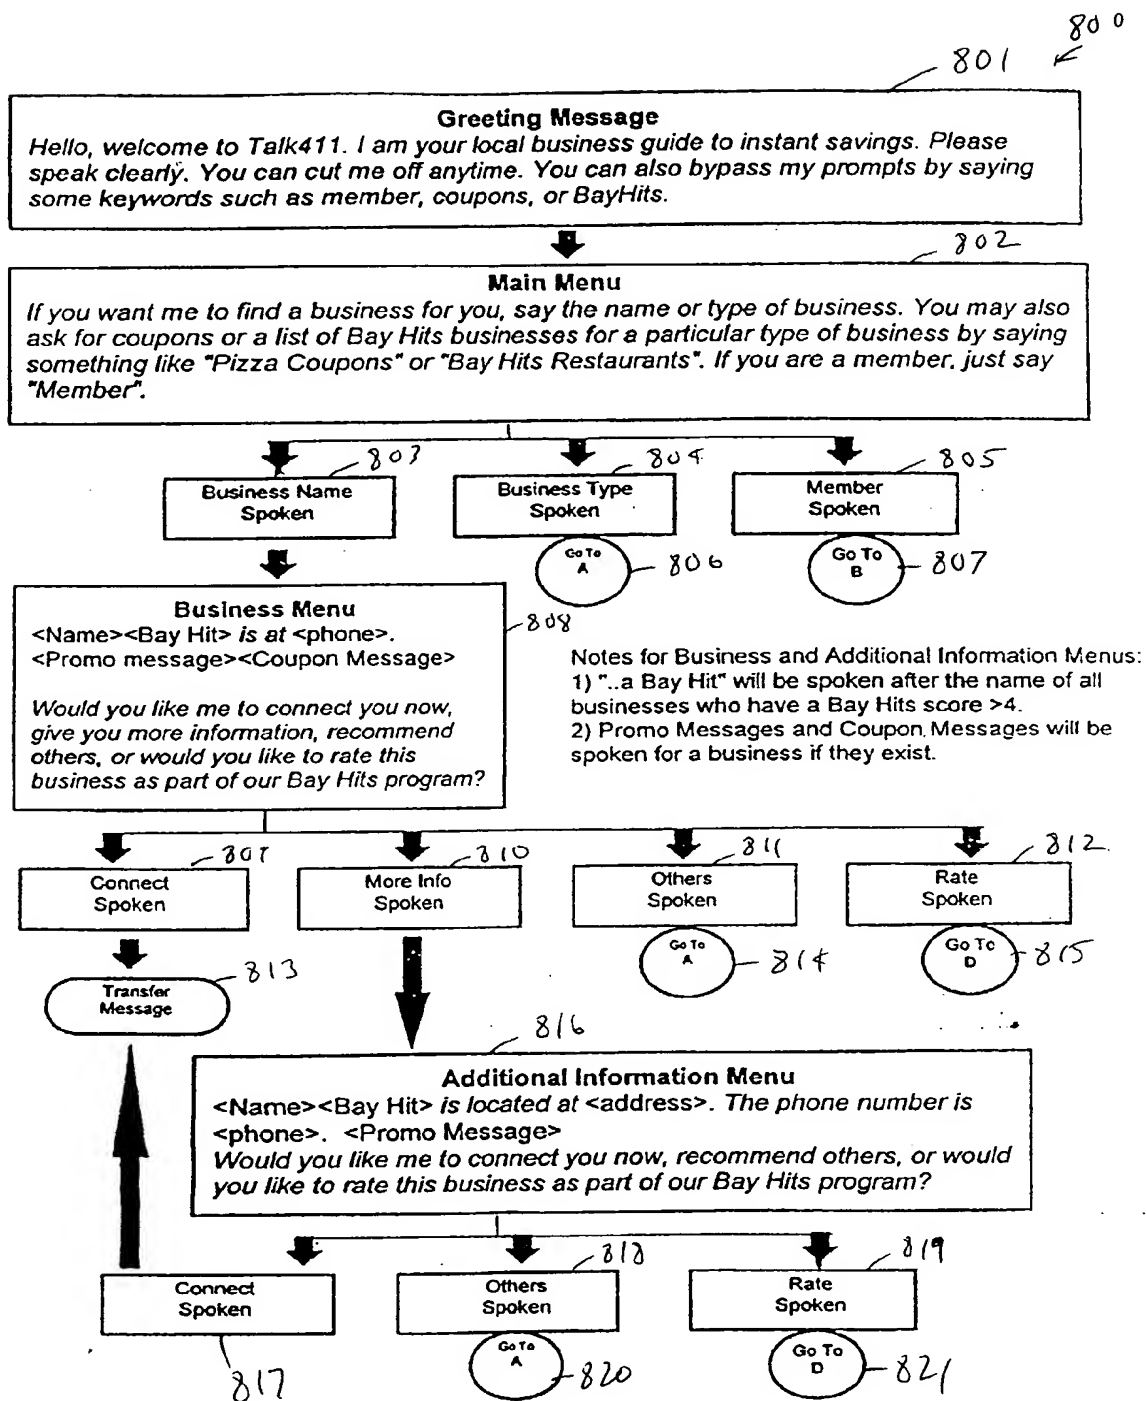 800
801
Greeting Message
Hello, welcome to Talk411. I am your local business guide to instant savings. Please
speak clearly. You can cut me off anytime. You can also bypass my prompts by saying
some keywords such as member, coupons, or BayHits.
802
Main Menu
If you want me to find a business for you, say the name or type of business. You may also
ask for coupons or a list of Bay Hits businesses for a particular type of business by saying
something like "Pizza Coupons" or "Bay Hits Restaurants". If you are a member, just say
"Member".
803
804
805
Business Name
Spoken
Business Type
Spoken
Member
Spoken
Go To
A
806
Go To
B
807
Business Menu
808
<Name><Bay Hit> is at <phone>.
<Promo message><Coupon Message>
Would you like me to connect you now,
give you more information, recommend
others, or would you like to rate this
business as part of our Bay Hits program?
Notes for Business and Additional Information Menus:
1) "..a Bay Hit" will be spoken after the name of all
businesses who have a Bay Hits score >4.
2) Promo Messages and Coupon Messages will be
spoken for a business if they exist.
809
810
811
812
Connect
Spoken
More Info
Spoken
Others
Spoken
Rate
Spoken
813
Transfer
Message
Go To
A
814
Go To
D
815
816
Additional Information Menu
<Name><Bay Hit> is located at <address>. The phone number is
<phone>. <Promo Message>
Would you like me to connect you now, recommend others, or would
you like to rate this business as part of our Bay Hits program?
818
819
Connect
Spoken
Others
Spoken
Rate
Spoken
817
Go To
A
820
Go To
D
821